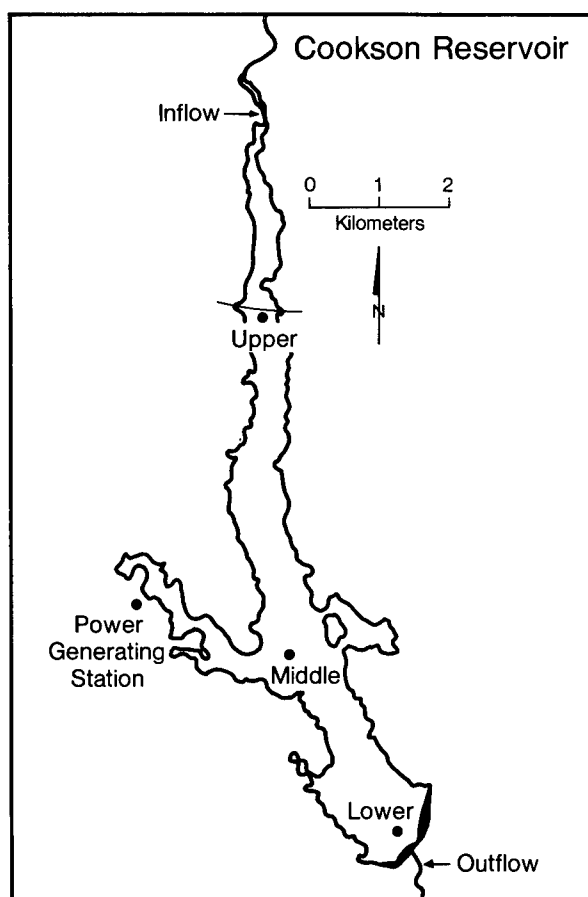 Cookson Reservoir
Inflow
0 1 2
Kilometers
N
Upper
Power
Generating
Station
Middle
Lower
Outflow